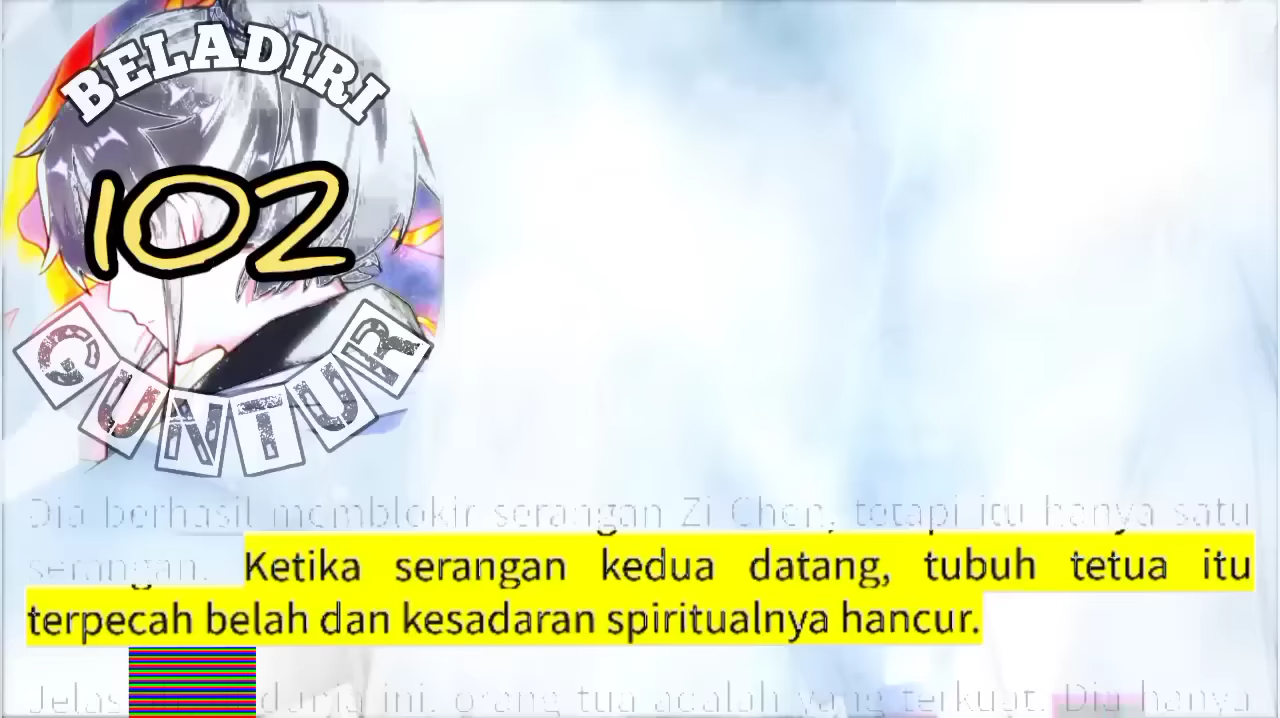 BELADIRI
102
GUNTUR
Dia berhasil memblokir serangan Zi Chen, tetapi itu hanya satu
serangan. Ketika serangan kedua datang, tubuh tetua itu
terpecah belah dan kesadaran spiritualnya hancur.
Jelas dunia ini, orang tua adalah yang terkuat. Dia hanya